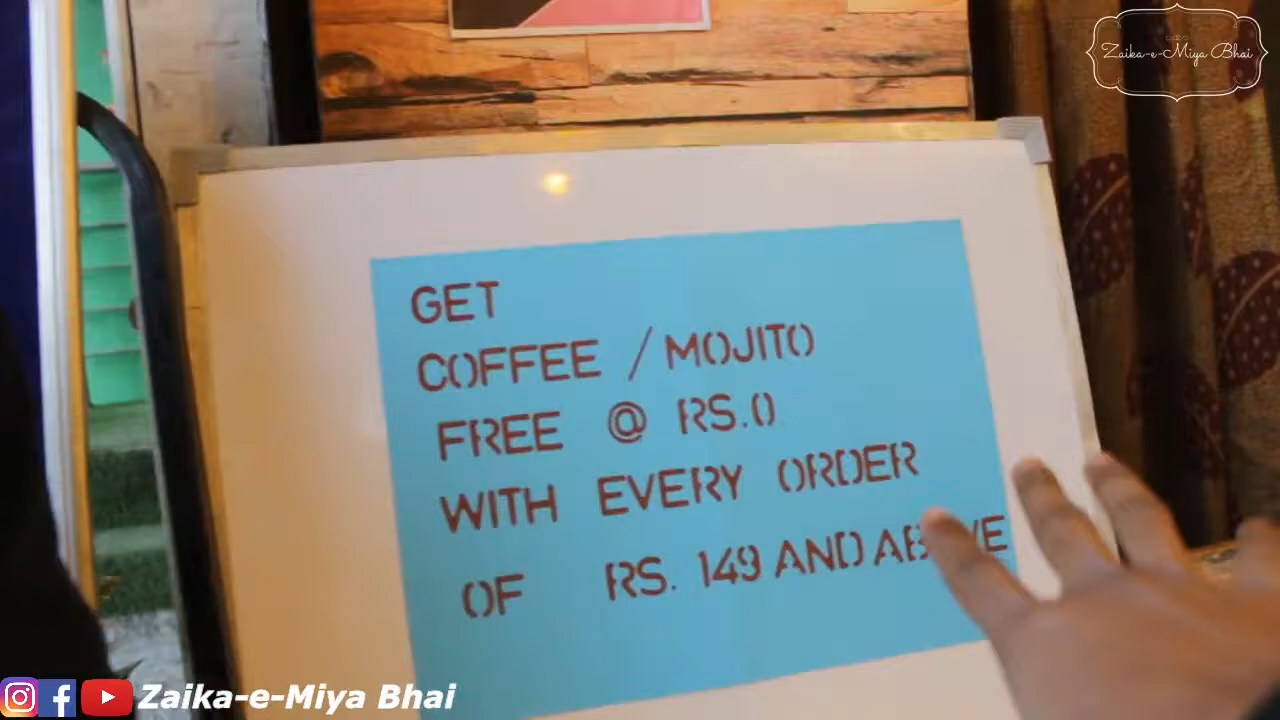 Zaika-e-Miya Bhai
GET
COFFEE / MOJITO
FREE @ RS.0
WITH EVERY ORDER
OF RS. 149 AND ABOVE
Zaika-e-Miya Bhai